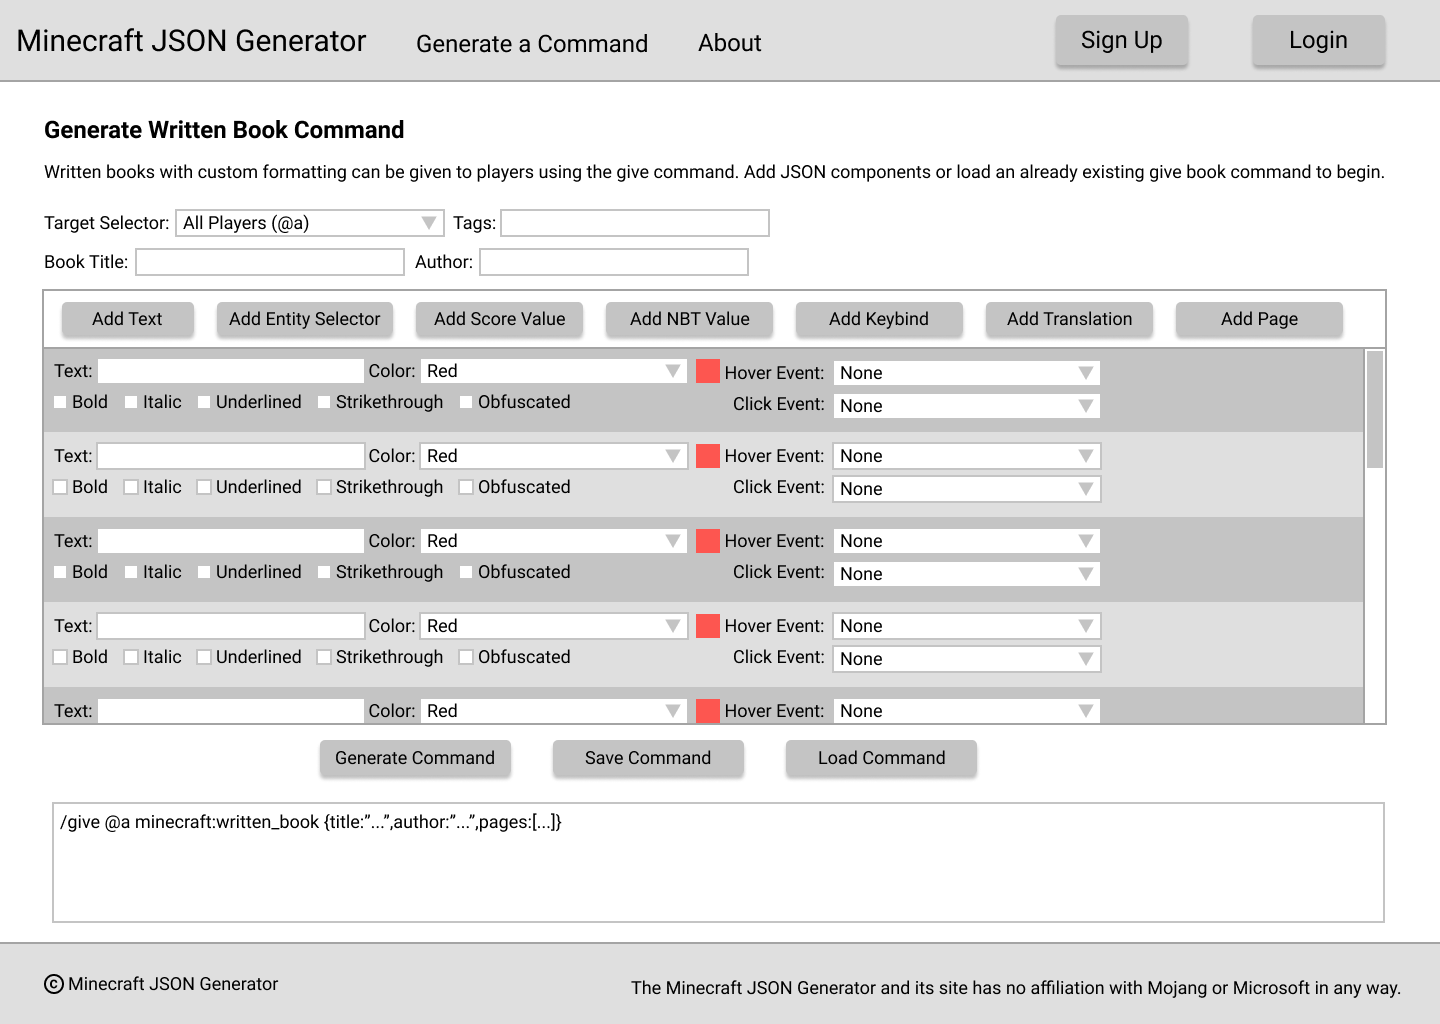 Minecraft JSON Generator Generate a Command About Sign Up Login
Generate Written Book Command
Written books with custom formatting can be given to players using the give command. Add JSON components or load an already existing give book command to begin.
Target Selector: All Players (@a) Tags:
Book Title: Author:
Add Text Add Entity Selector Add Score Value Add NBT Value Add Keybind Add Translation Add Page
Text: Color: Red Hover Event: None
Bold Italic Underlined Strikethrough Obfuscated Click Event: None
Text: Color: Red Hover Event: None
Bold Italic Underlined Strikethrough Obfuscated Click Event: None
Text: Color: Red Hover Event: None
Bold Italic Underlined Strikethrough Obfuscated Click Event: None
Text: Color: Red Hover Event: None
Bold Italic Underlined Strikethrough Obfuscated Click Event: None
Text: Color: Red Hover Event: None
Generate Command Save Command Load Command
/give @a minecraft:written_book {title:”...”,author:”...”,pages:[...]}
© Minecraft JSON Generator
The Minecraft JSON Generator and its site has no affiliation with Mojang or Microsoft in any way.